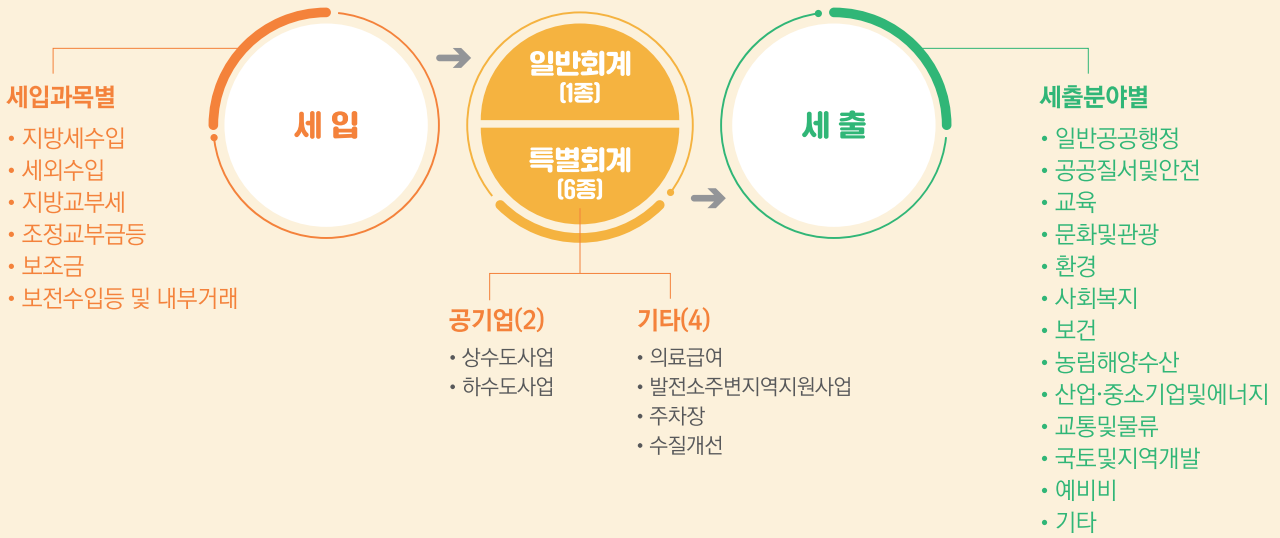 세입과목별
• 지방세수입
• 세외수입
• 지방교부세
• 조정교부금등
• 보조금
• 보전수입등 및 내부거래
세 입
일반회계
(1종)
특별회계
(6종)
공기업(2)
• 상수도사업
• 하수도사업
기타(4)
• 의료급여
• 발전소주변지역지원사업
• 주차장
• 수질개선
세 출
세출분야별
• 일반공공행정
• 공공질서및안전
• 교육
• 문화및관광
• 환경
• 사회복지
• 보건
• 농림해양수산
• 산업·중소기업및에너지
• 교통및물류
• 국토및지역개발
• 예비비
• 기타